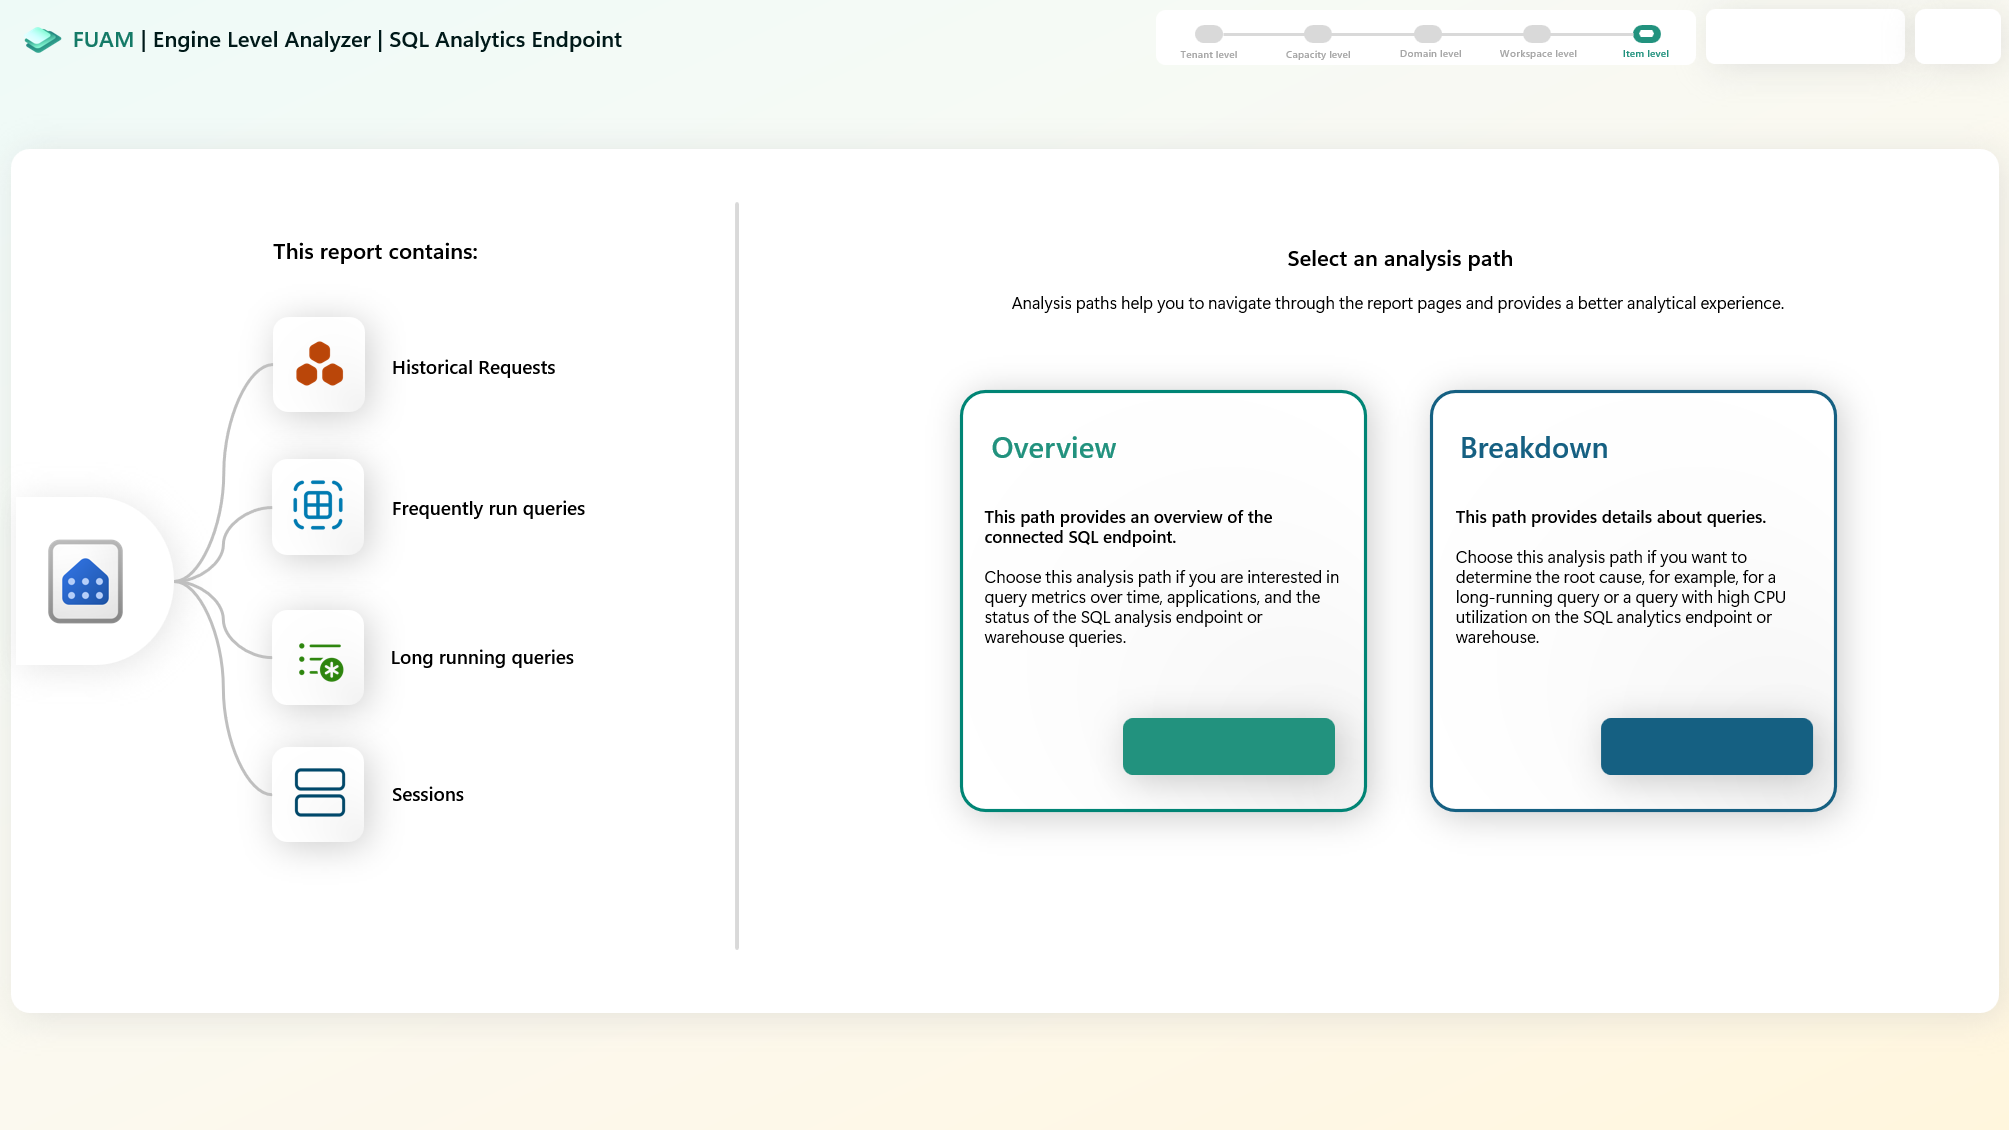 FUAM | Engine Level Analyzer | SQL Analytics Endpoint
Tenant level
Capacity level
Domain level
Workspace level
Item level
This report contains:
Historical Requests
Frequently run queries
Long running queries
Sessions
Select an analysis path
Analysis paths help you to navigate through the report pages and provides a better analytical experience.
Overview
This path provides an overview of the
connected SQL endpoint.
Choose this analysis path if you are interested in
query metrics over time, applications, and the
status of the SQL analysis endpoint or
warehouse queries.
Breakdown
This path provides details about queries.
Choose this analysis path if you want to
determine the root cause, for example, for a
long-running query or a query with high CPU
utilization on the SQL analytics endpoint or
warehouse.